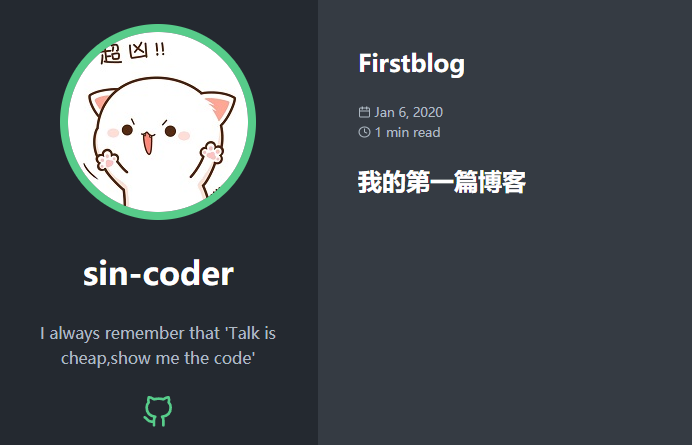 超凶!!
sin-coder
I always remember that 'Talk is
cheap,show me the code'
Firstblog
Jan 6, 2020
1 min read
我的第一篇博客